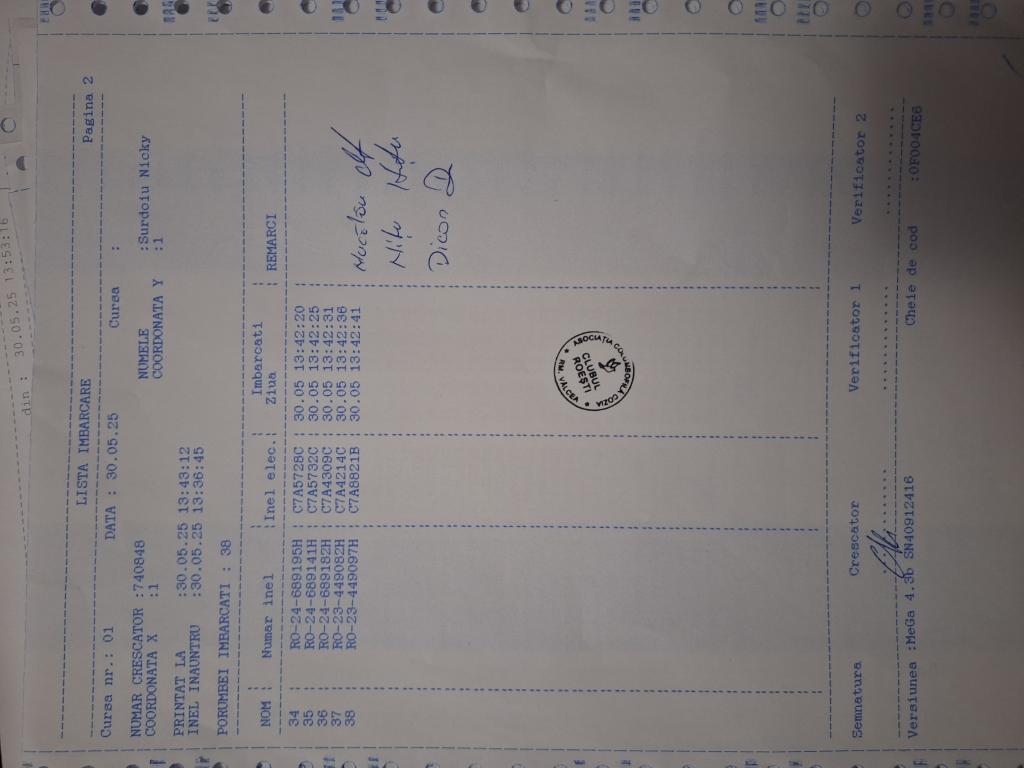 din : 30.05.25 13:53:16
LISTA IMBARCARE
Pagina 2
Cursa nr.: 01 DATA : 30.05.25 Cursa :
NUMAR CRESCATOR :740848 NUMELE :Surdoiu Nicky
COORDONATA X :1 COORDONATA Y :1
PRINTAT LA :30.05.25 13:43:12
INEL INAUNTRU :30.05.25 13:36:45
PORUMBEI IMBARCATI : 38
NOM : Numar inel : Inel elec.: Imbarcati Ziua : REMARCI
34 : RO-24-689195H : C7A5728C : 30.05 13:42:20 :
35 : RO-24-689141H : C7A5732C : 30.05 13:42:25 :
36 : RO-24-689182H : C7A4309C : 30.05 13:42:31 :
37 : RO-23-449082H : C7A4214C : 30.05 13:42:36 :
38 : RO-23-449097H : C7A8821B : 30.05 13:42:41 :
Nițu
Dicon D
ASOCIAȚIA COLUMBOFILA COZIA
CLUBUL
ROEȘTI
RM. VÂLCEA
Semnatura Crescator Verificator 1 Verificator 2
Versiunea :MeGa 4.3b SN40912416 Cheie de cod :0F004CE6